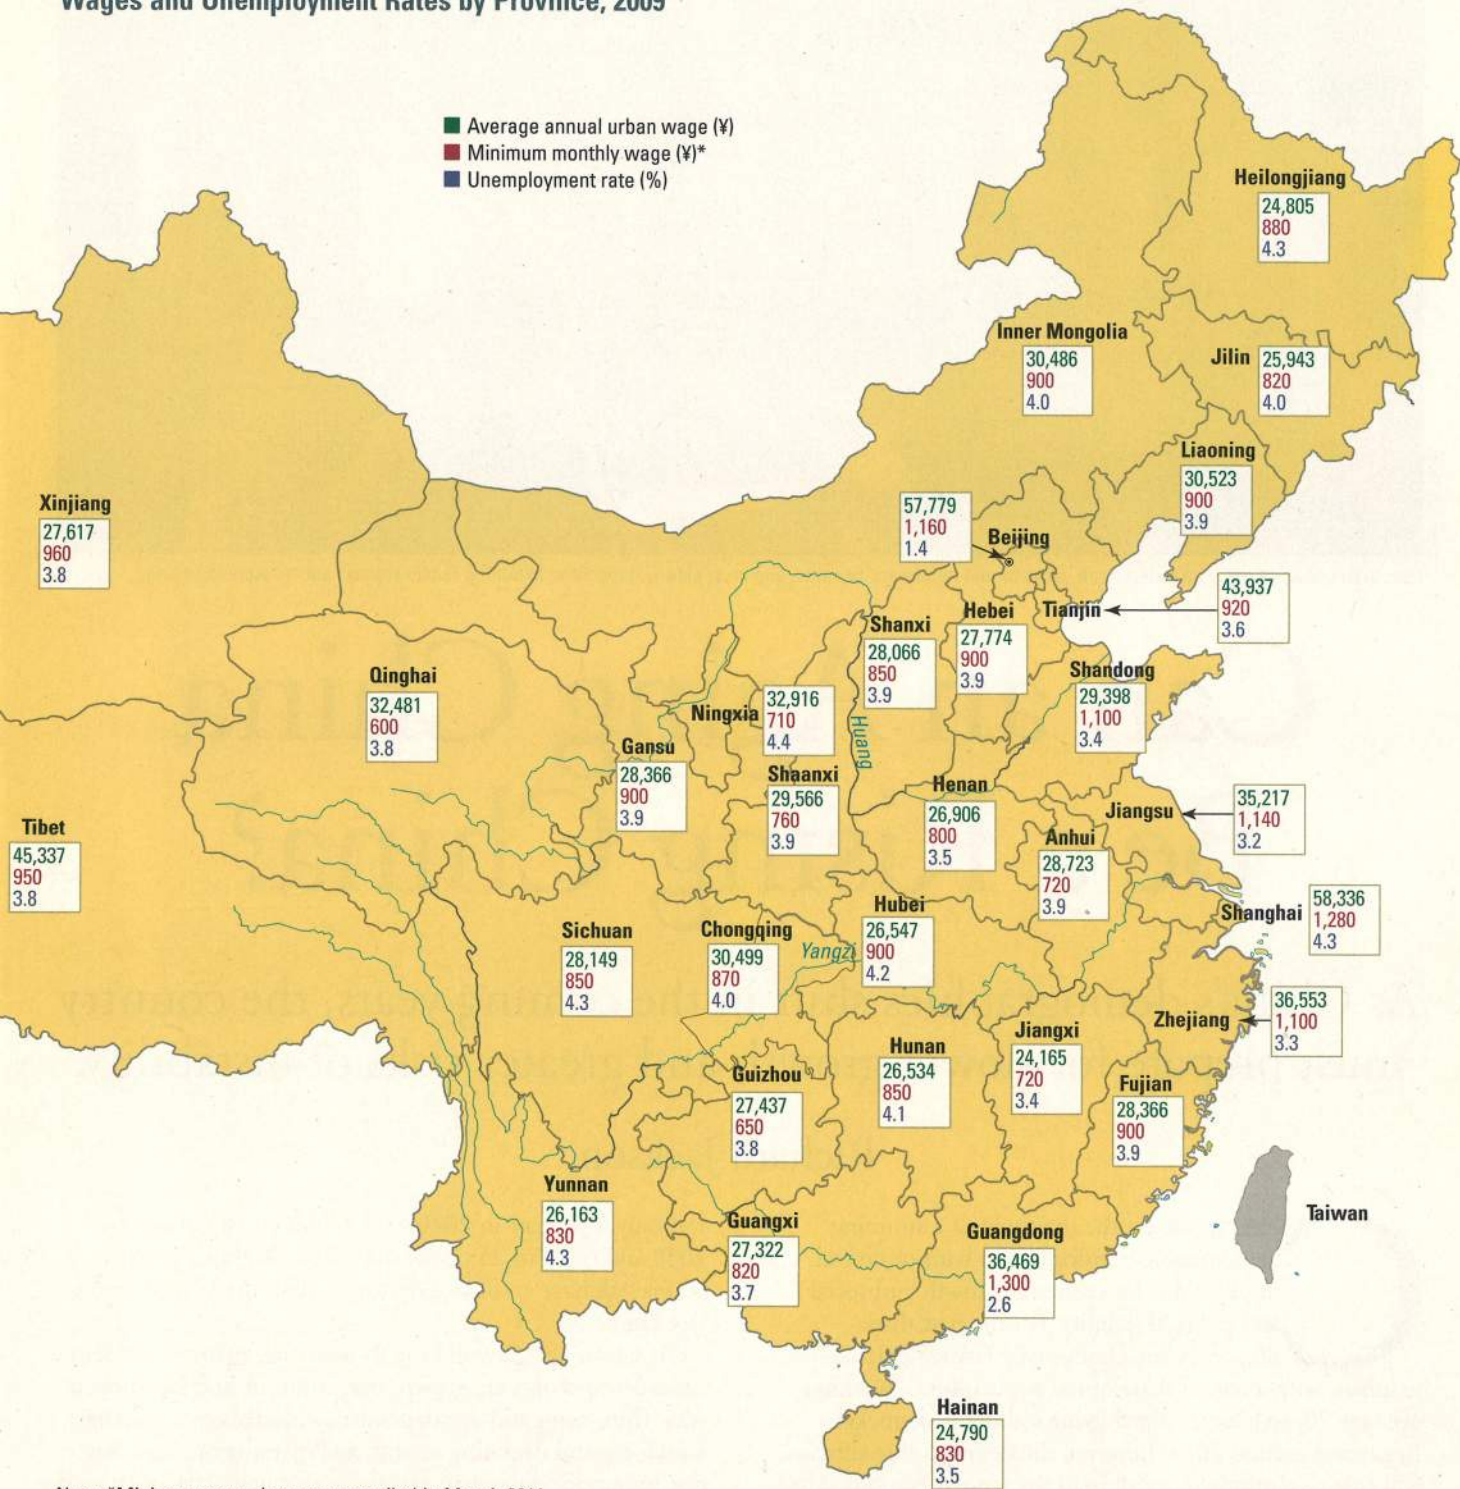 Wages and Unemployment Rates by Province, 2009
Average annual urban wage (¥)
Minimum monthly wage (¥)*
Unemployment rate (%)
Heilongjiang
24,805
880
4.3
Inner Mongolia
30,486
900
4.0
Jilin
25,943
820
4.0
Liaoning
30,523
900
3.9
Xinjiang
27,617
960
3.8
57,779
1,160
1.4
Beijing
Tianjin
43,937
920
3.6
Shanxi
28,066
850
3.9
Hebei
27,774
900
3.9
Shandong
29,398
1,100
3.4
Qinghai
32,481
600
3.8
Ningxia
32,916
710
4.4
Huang
Gansu
28,366
900
3.9
Shaanxi
29,566
760
3.9
Henan
26,906
800
3.5
Jiangsu
35,217
1,140
3.2
Tibet
45,337
950
3.8
Anhui
28,723
720
3.9
Shanghai
58,336
1,280
4.3
Hubei
26,547
900
4.2
Sichuan
28,149
850
4.3
Chongqing
30,499
870
4.0
Yangzi
Zhejiang
36,553
1,100
3.3
Jiangxi
24,165
720
3.4
Hunan
26,534
850
4.1
Guizhou
27,437
650
3.8
Fujian
28,366
900
3.9
Yunnan
26,163
830
4.3
Guangxi
27,322
820
3.7
Guangdong
36,469
1,300
2.6
Taiwan
Hainan
24,790
830
3.5